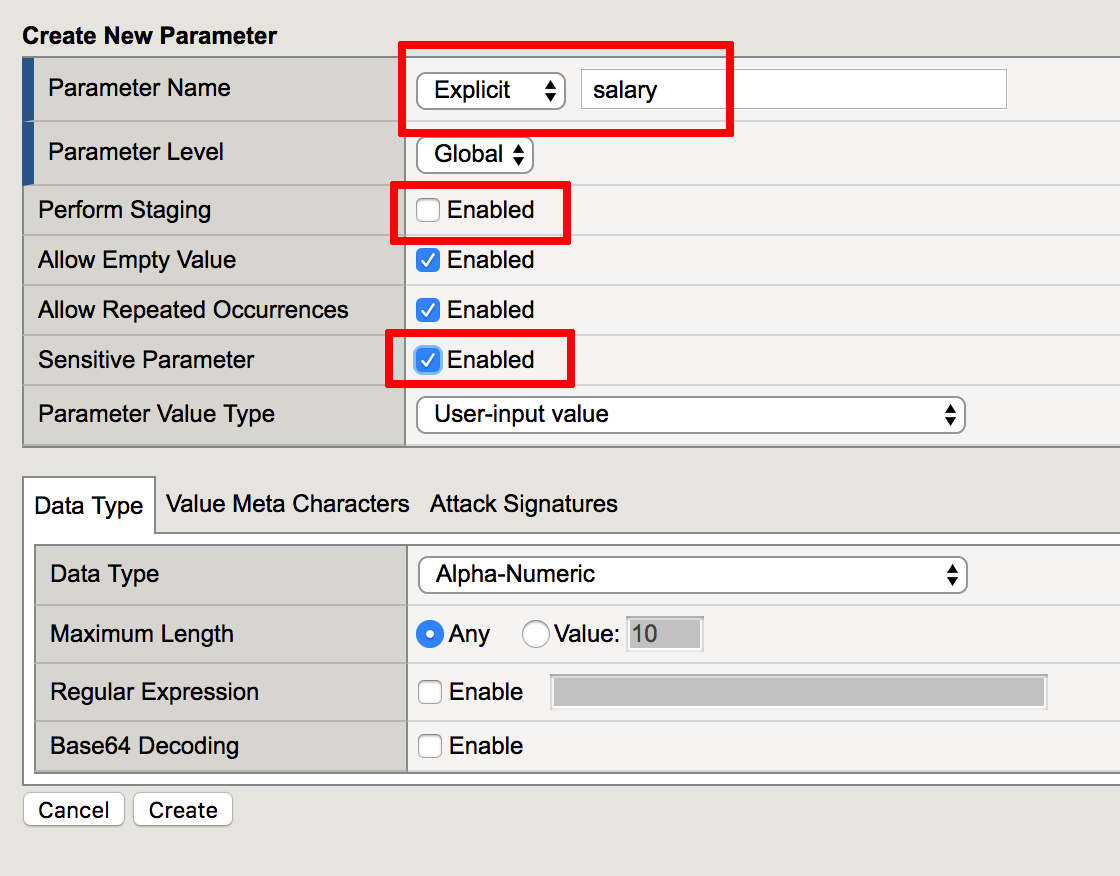 Create New Parameter
Parameter Name Explicit salary
Parameter Level Global
Perform Staging Enabled
Allow Empty Value Enabled
Allow Repeated Occurrences Enabled
Sensitive Parameter Enabled
Parameter Value Type User-input value
Data Type Value Meta Characters Attack Signatures
Data Type Alpha-Numeric
Maximum Length Any Value: 10
Regular Expression Enable
Base64 Decoding Enable
Cancel Create